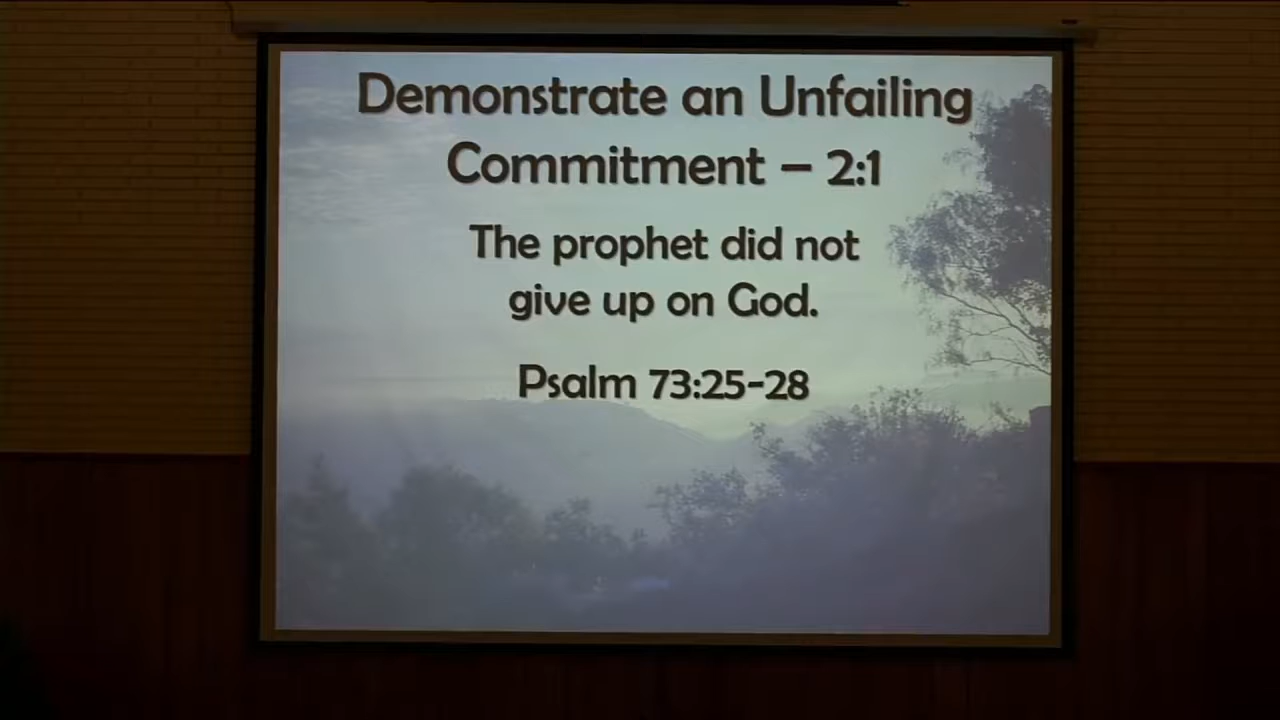 Demonstrate an Unfailing
Commitment – 2:1
The prophet did not
give up on God.
Psalm 73:25-28